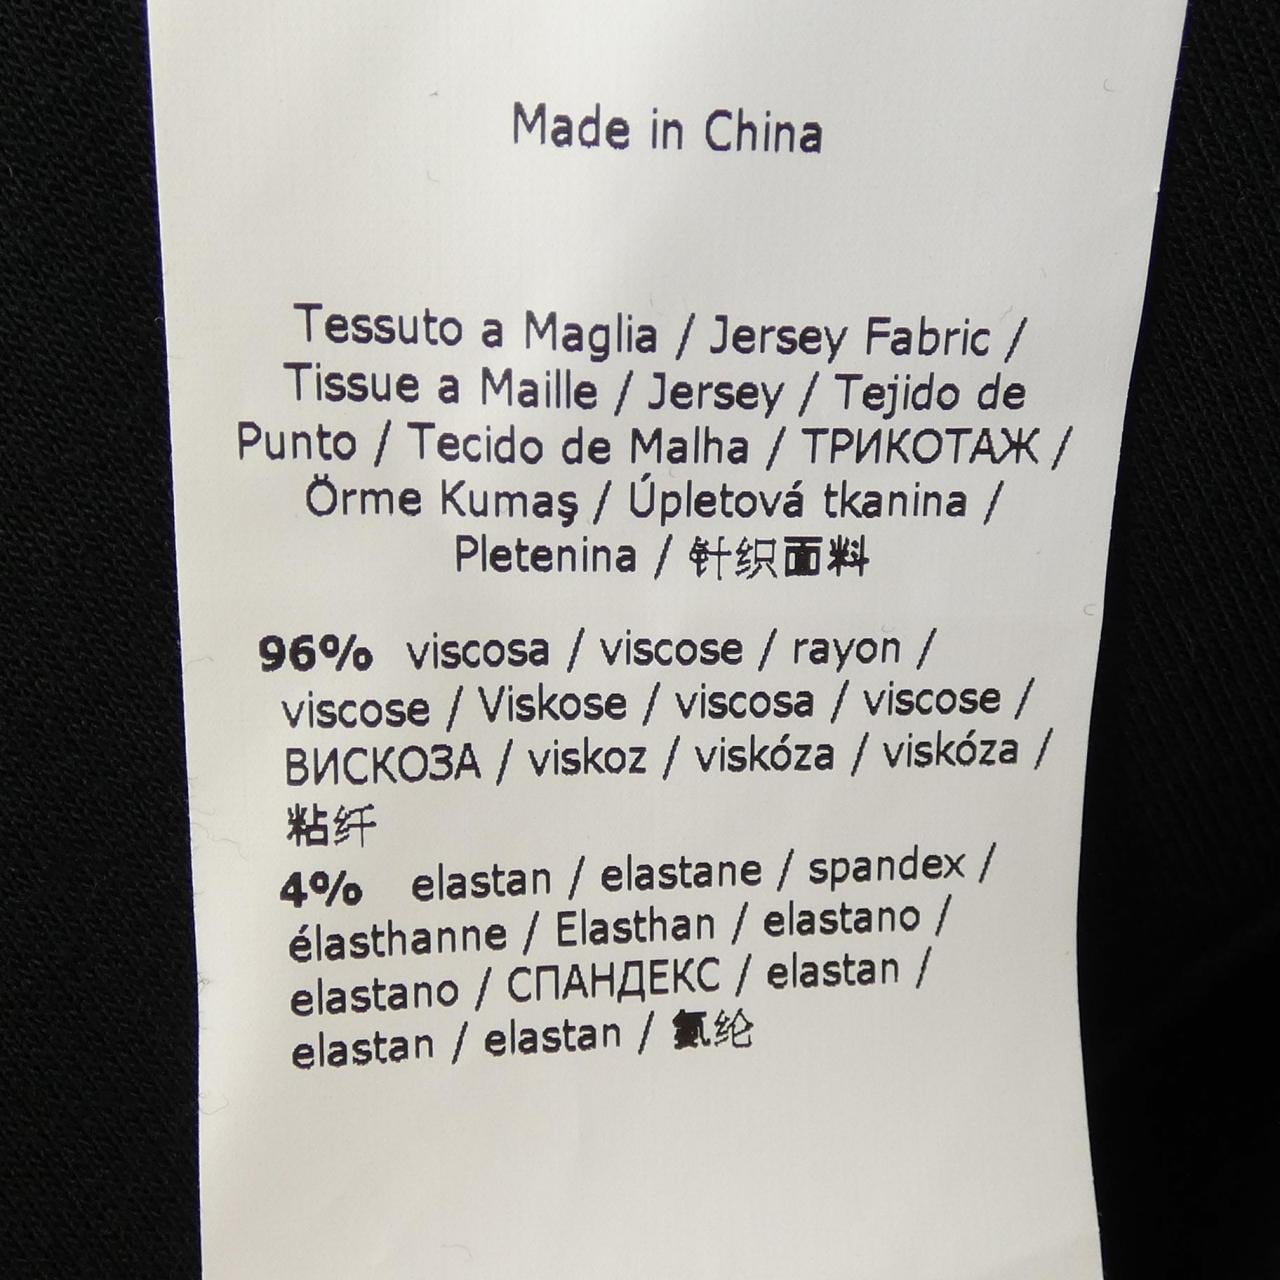 Made in China
Tessuto a Maglia / Jersey Fabric /
Tissue a Maille / Jersey / Tejido de
Punto / Tecido de Malha / ТРИКОТАЖ /
Örme Kumaş / Úpletová tkanina /
Pletenina / 针织面料
96% viscosa / viscose / rayon /
viscose / Viskose / viscosa / viscose /
ВИСКОЗА / viskoz / viskóza / viskóza /
粘纤
4% elastan / elastane / spandex /
élasthanne / Elasthan / elastano /
elastano / СПАНДЕКС / elastan /
elastan / elastan / 氨纶